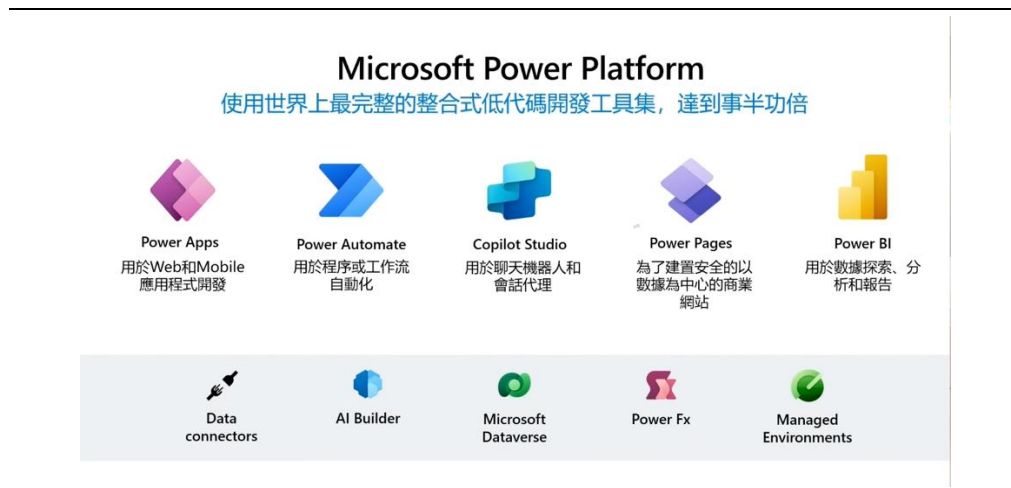 Microsoft Power Platform
使用世界上最完整的整合式低代碼開發工具集，達到事半功倍
Power Apps
用於Web和Mobile
應用程式開發
Power Automate
用於程序或工作流
自動化
Copilot Studio
用於聊天機器人和
會話代理
Power Pages
為了建置安全的以
數據為中心的商業
網站
Power BI
用於數據探索、分
析和報告
Data
connectors
AI Builder
Microsoft
Dataverse
Power Fx
Managed
Environments